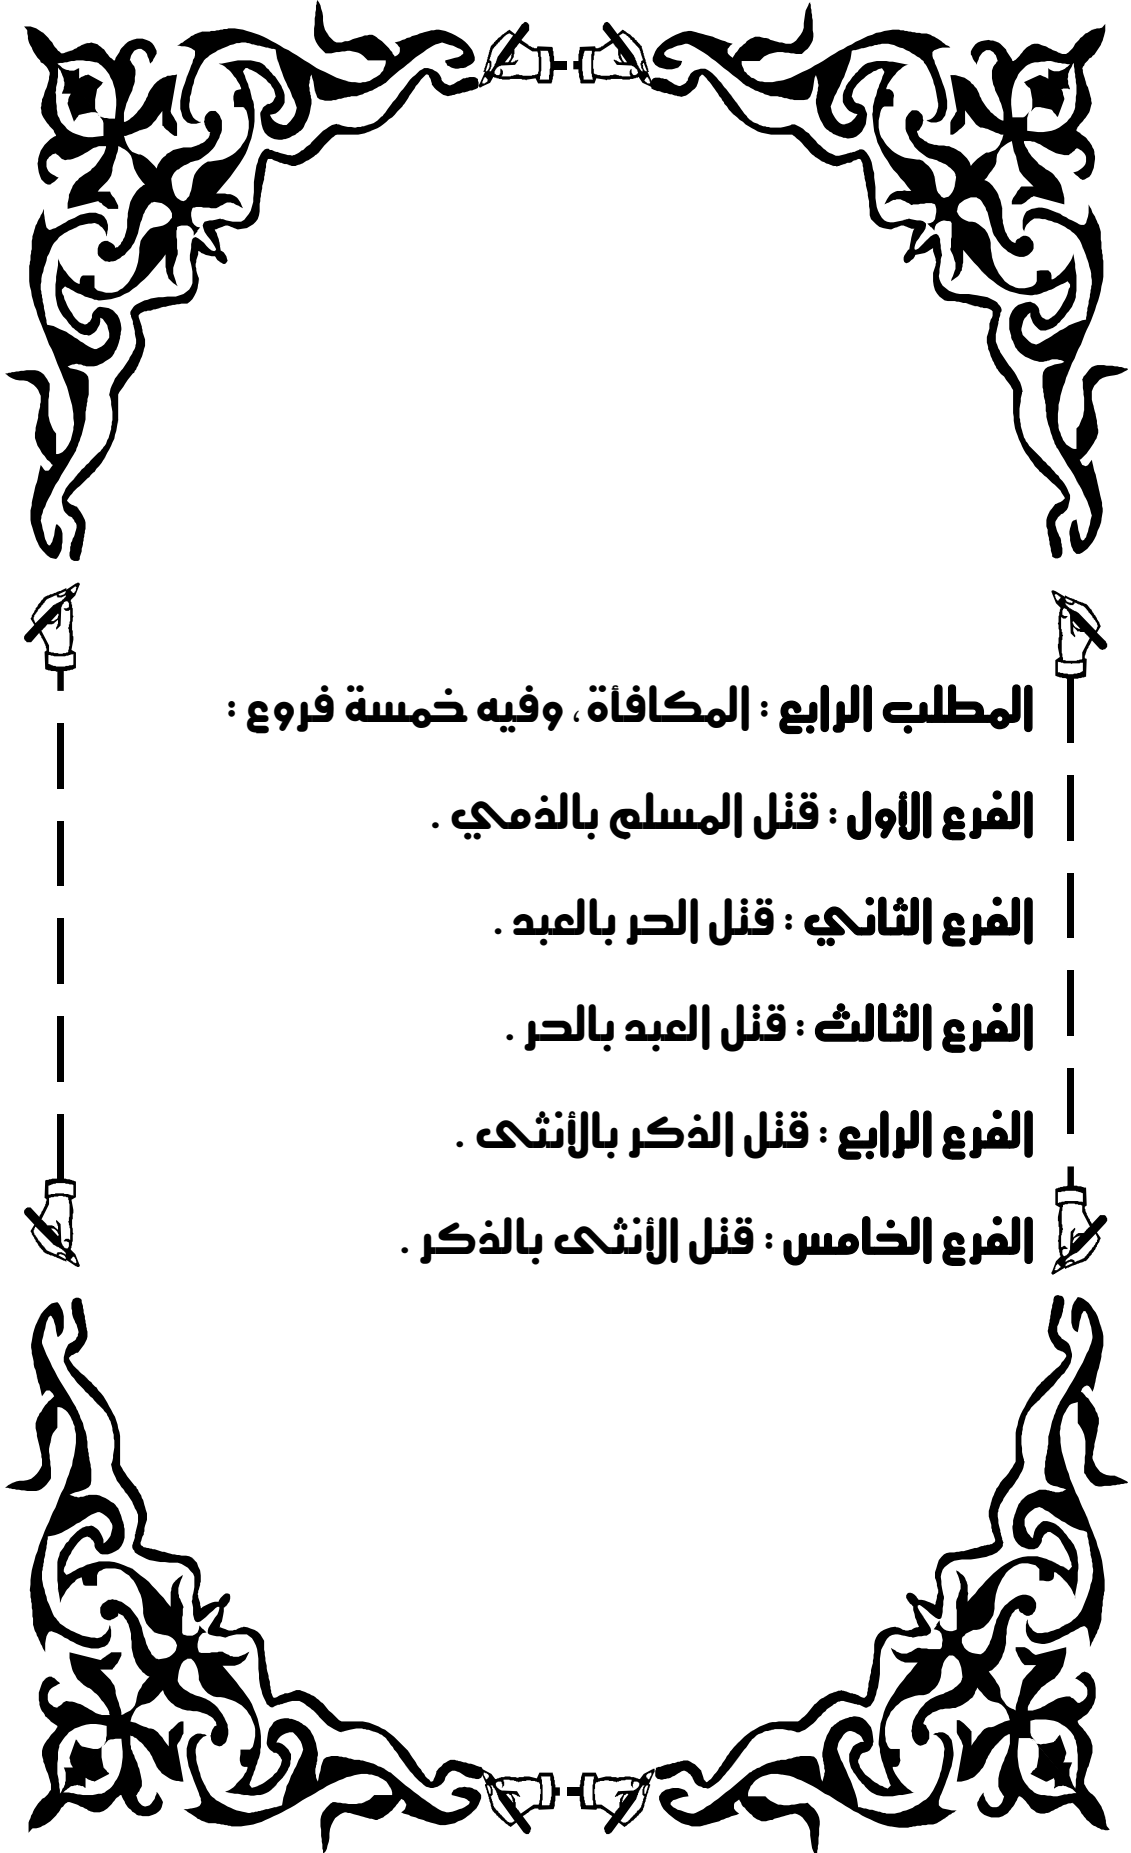 المطلب الرابع : المكافأة ، وفيه خمسة فروع :
الفرع الأول : قتل المسلم بالذمي .
الفرع الثاني : قتل الحر بالعبد .
الفرع الثالث : قتل العبد بالحر .
الفرع الرابع : قتل الذكر بالأنثى .
الفرع الخامس : قتل الأنثى بالذكر .